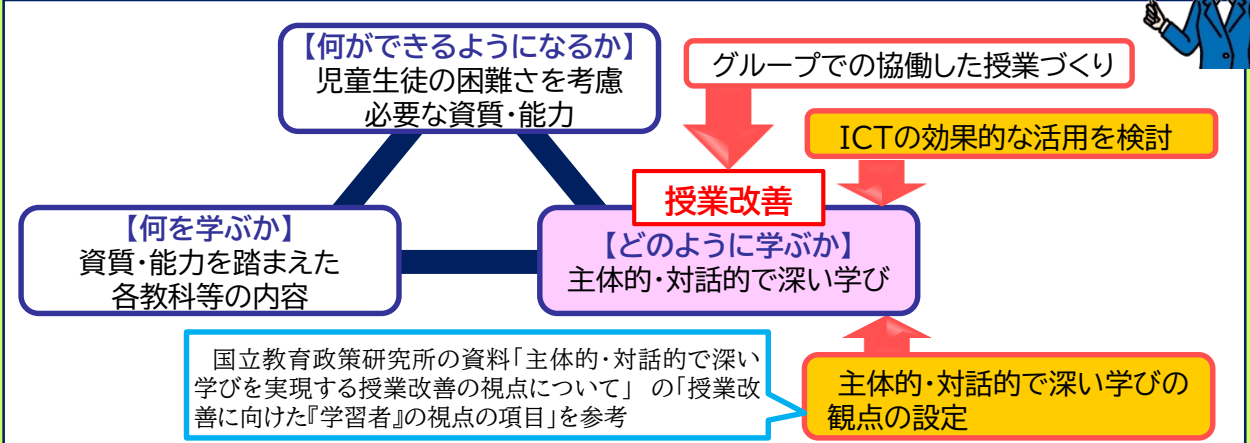 【何ができるようになるか】
児童生徒の困難さを考慮
必要な資質・能力
グループでの協働した授業づくり
ICTの効果的な活用を検討
授業改善
【何を学ぶか】
資質・能力を踏まえた
各教科等の内容
【どのように学ぶか】
主体的・対話的で深い学び
国立教育政策研究所の資料「主体的・対話的で深い
学びを実現する授業改善の視点について」 の「授業改
善に向けた『学習者』の視点の項目」を参考
主体的・対話的で深い学びの
観点の設定